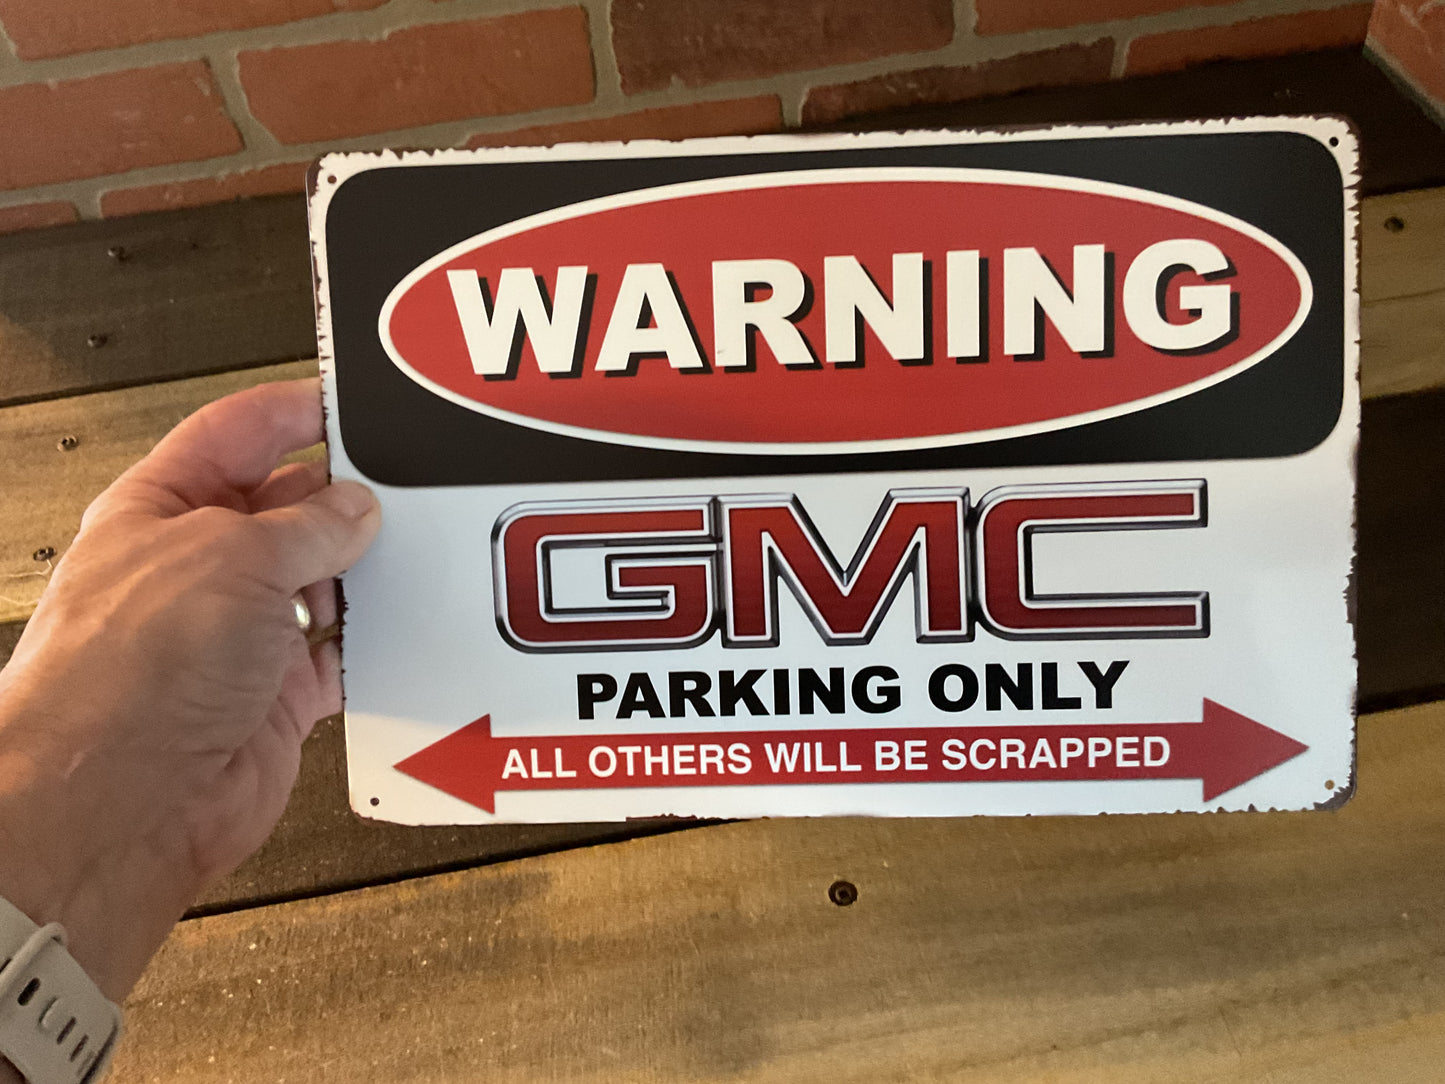 WARNING
GMC
PARKING ONLY
ALL OTHERS WILL BE SCRAPPED